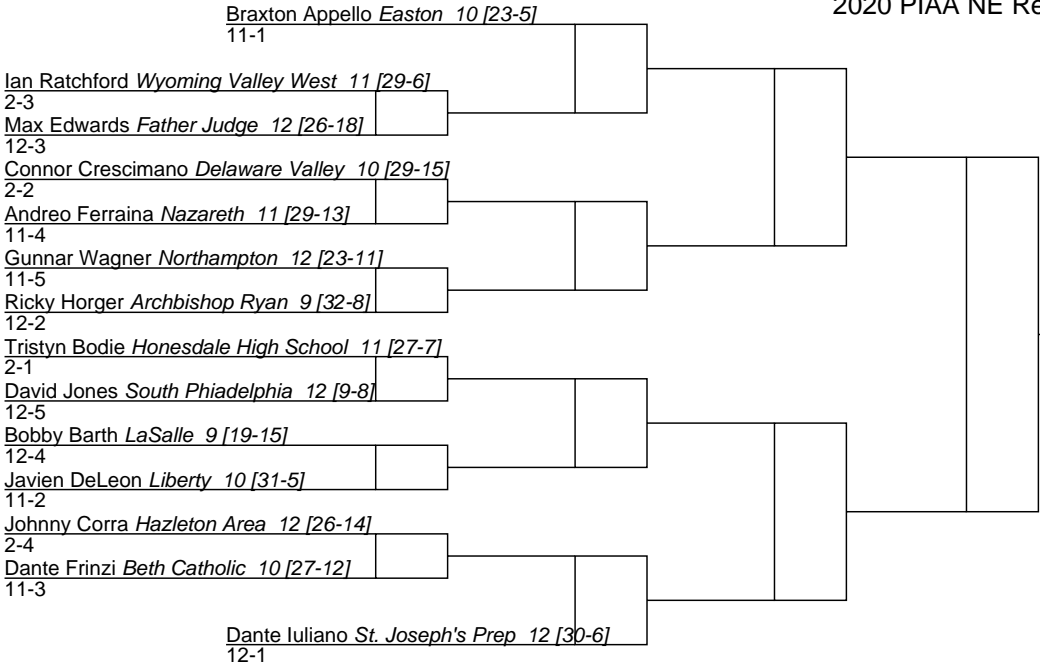 2020 PIAA NE Re
Braxton Appello Easton 10 [23-5]
11-1
Ian Ratchford Wyoming Valley West 11 [29-6]
2-3
Max Edwards Father Judge 12 [26-18]
12-3
Connor Crescimano Delaware Valley 10 [29-15]
2-2
Andreo Ferraina Nazareth 11 [29-13]
11-4
Gunnar Wagner Northampton 12 [23-11]
11-5
Ricky Horger Archbishop Ryan 9 [32-8]
12-2
Tristyn Bodie Honesdale High School 11 [27-7]
2-1
David Jones South Phiadelphia 12 [9-8]
12-5
Bobby Barth LaSalle 9 [19-15]
12-4
Javien DeLeon Liberty 10 [31-5]
11-2
Johnny Corra Hazleton Area 12 [26-14]
2-4
Dante Frinzi Beth Catholic 10 [27-12]
11-3
Dante Iuliano St. Joseph's Prep 12 [30-6]
12-1